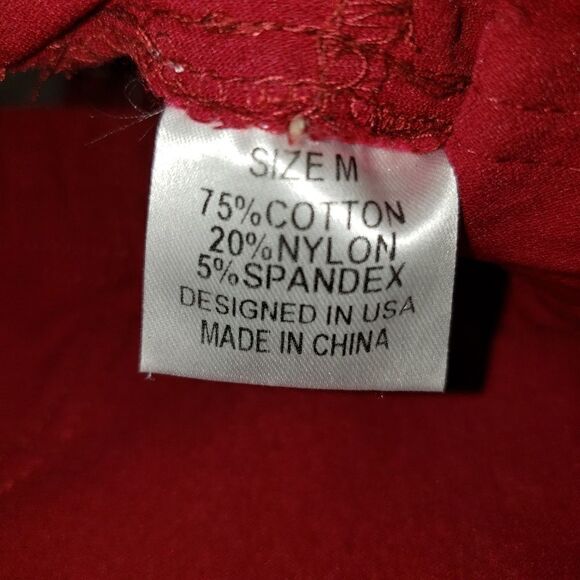 SIZE M
75%COTTON
20%NYLON
5%SPANDEX
DESIGNED IN USA
MADE IN CHINA